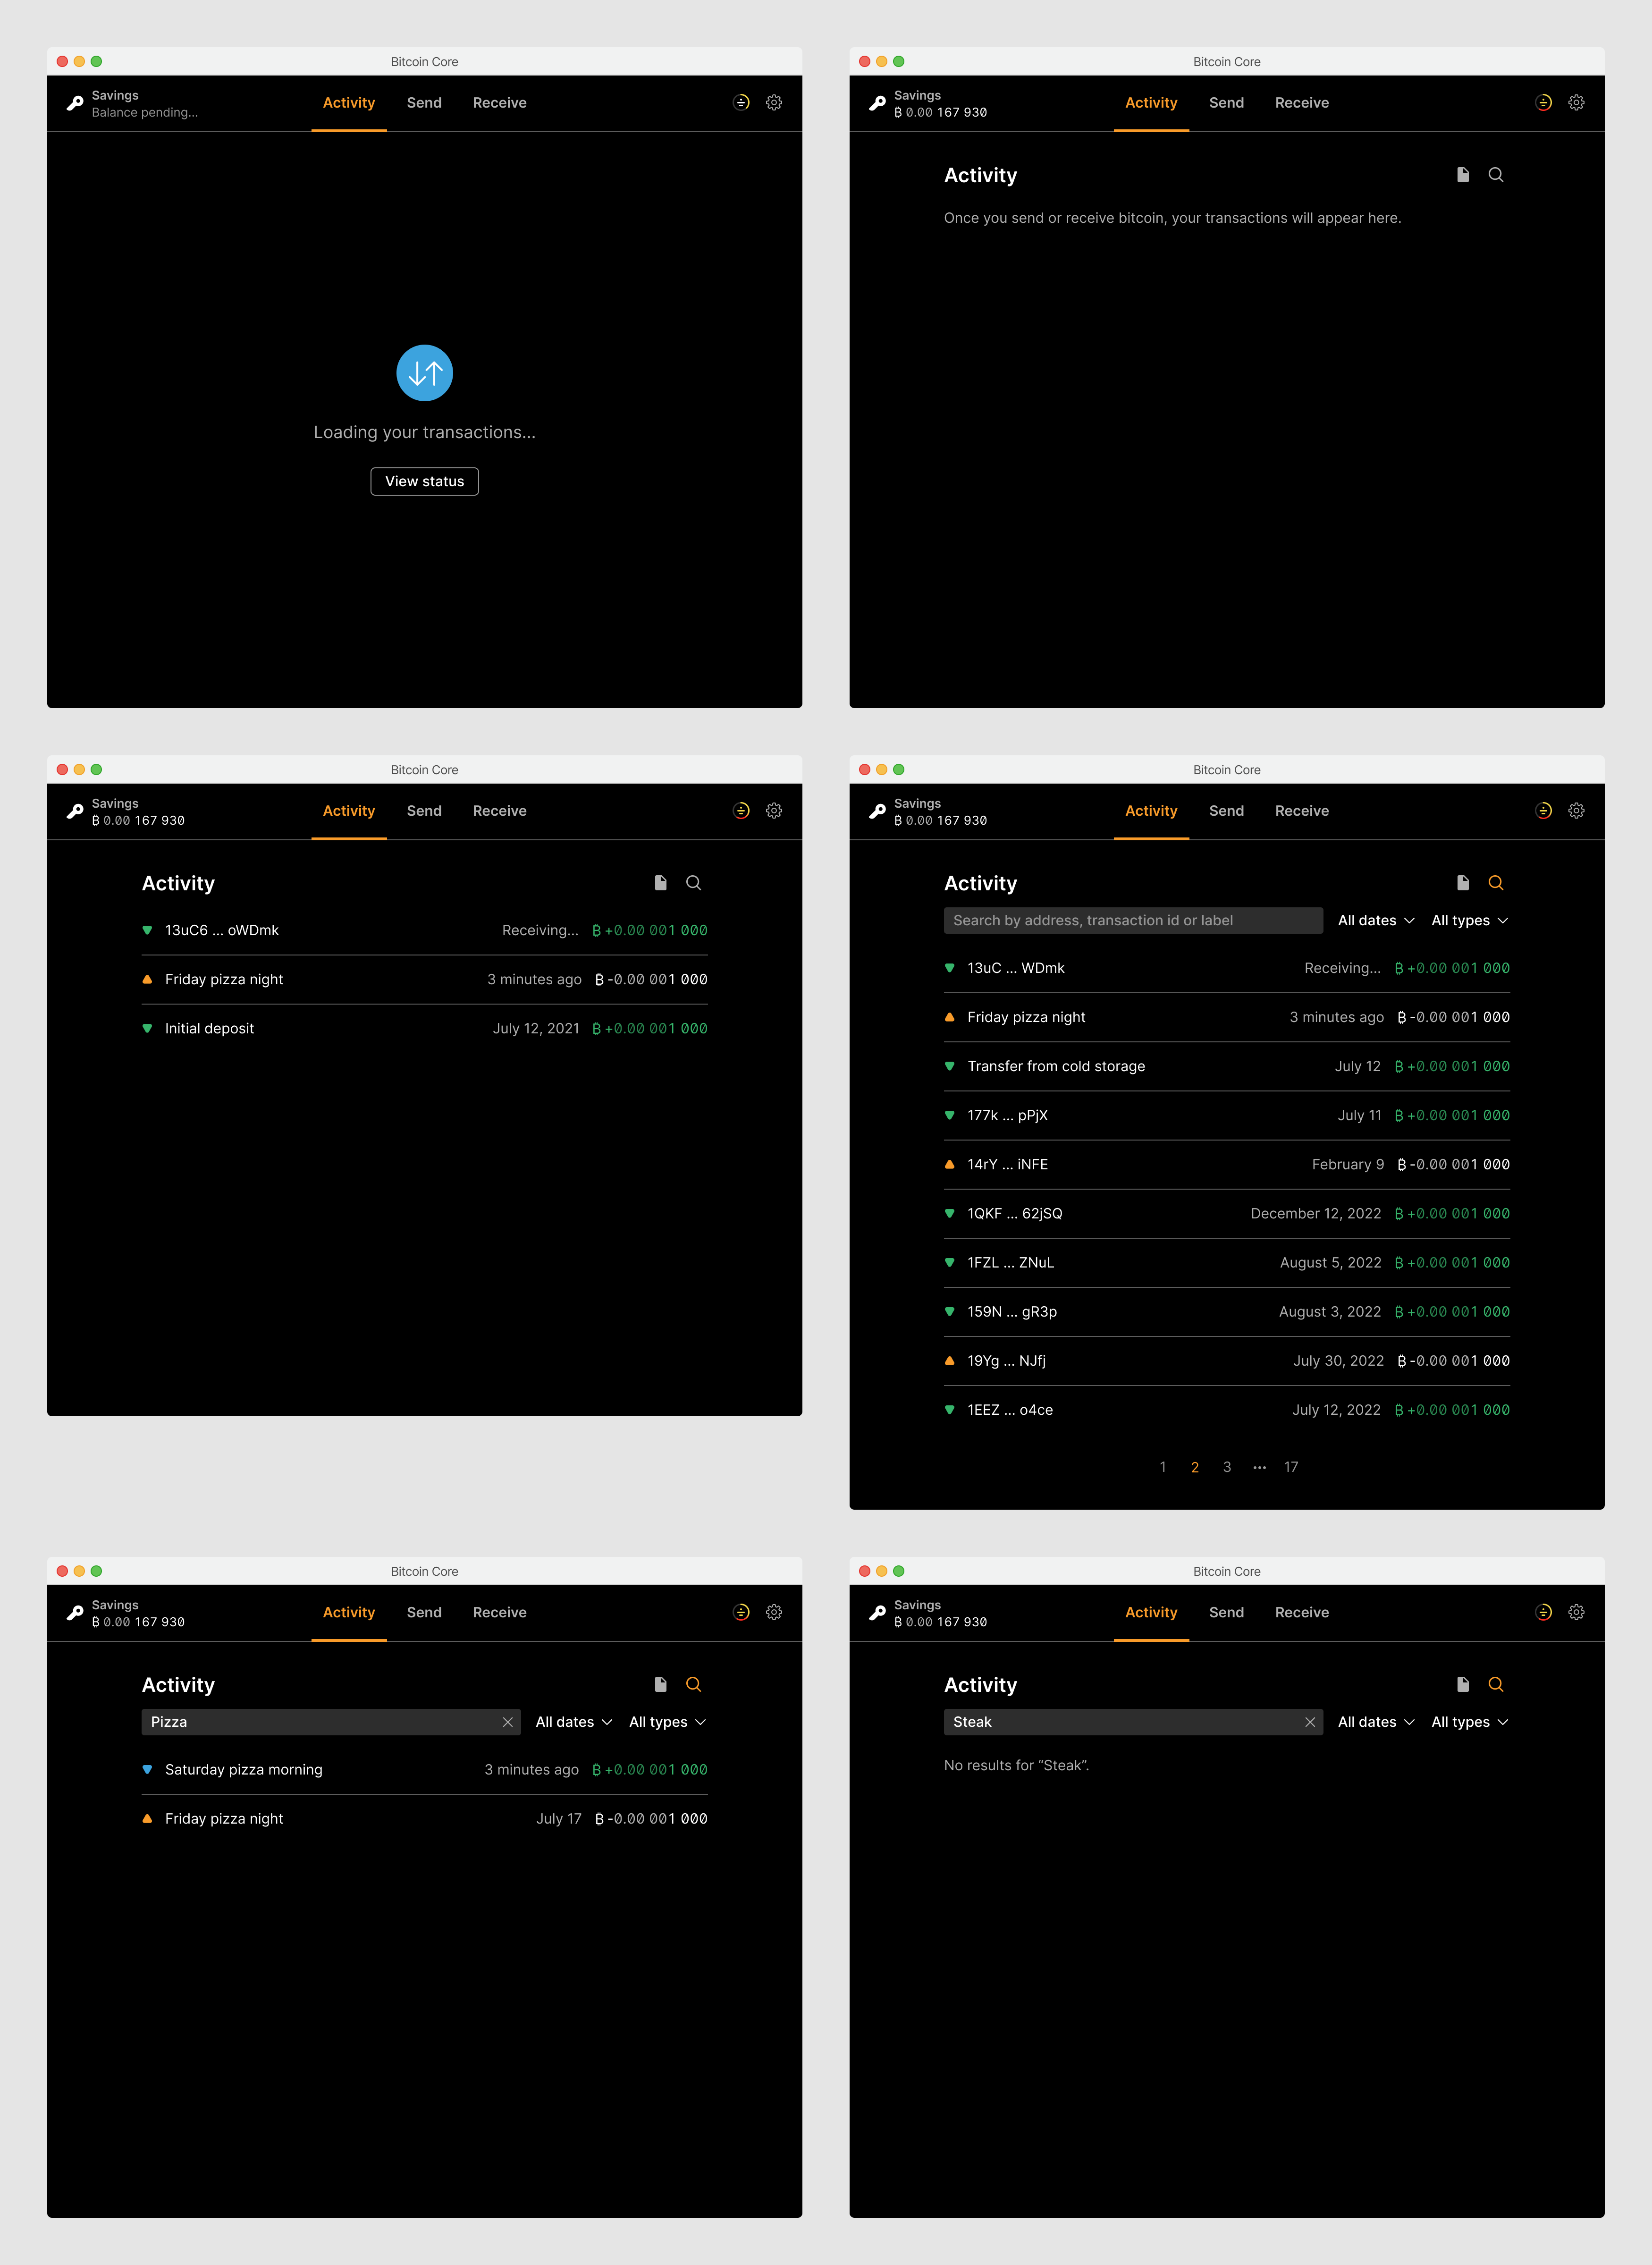 Bitcoin Core
Savings
Balance pending...
Activity Send Receive
Loading your transactions...
View status
Bitcoin Core
Savings
₿ 0.00 167 930
Activity Send Receive
Activity
Once you send or receive bitcoin, your transactions will appear here.
Bitcoin Core
Savings
₿ 0.00 167 930
Activity Send Receive
Activity
13uC6 ... oWDmk Receiving... ₿ +0.00 001 000
Friday pizza night 3 minutes ago ₿ -0.00 001 000
Initial deposit July 12, 2021 ₿ +0.00 001 000
Bitcoin Core
Savings
₿ 0.00 167 930
Activity Send Receive
Activity
Search by address, transaction id or label All dates All types
13uC ... WDmk Receiving... ₿ +0.00 001 000
Friday pizza night 3 minutes ago ₿ -0.00 001 000
Transfer from cold storage July 12 ₿ +0.00 001 000
177k ... pPjX July 11 ₿ +0.00 001 000
14rY ... iNFE February 9 ₿ -0.00 001 000
1QKF ... 62jSQ December 12, 2022 ₿ +0.00 001 000
1FZL ... ZNuL August 5, 2022 ₿ +0.00 001 000
159N ... gR3p August 3, 2022 ₿ +0.00 001 000
19Yg ... NJfj July 30, 2022 ₿ -0.00 001 000
1EEZ ... o4ce July 12, 2022 ₿ +0.00 001 000
1 2 3 ••• 17
Bitcoin Core
Savings
₿ 0.00 167 930
Activity Send Receive
Activity
Pizza All dates All types
Saturday pizza morning 3 minutes ago ₿ +0.00 001 000
Friday pizza night July 17 ₿ -0.00 001 000
Bitcoin Core
Savings
₿ 0.00 167 930
Activity Send Receive
Activity
Steak All dates All types
No results for “Steak”.